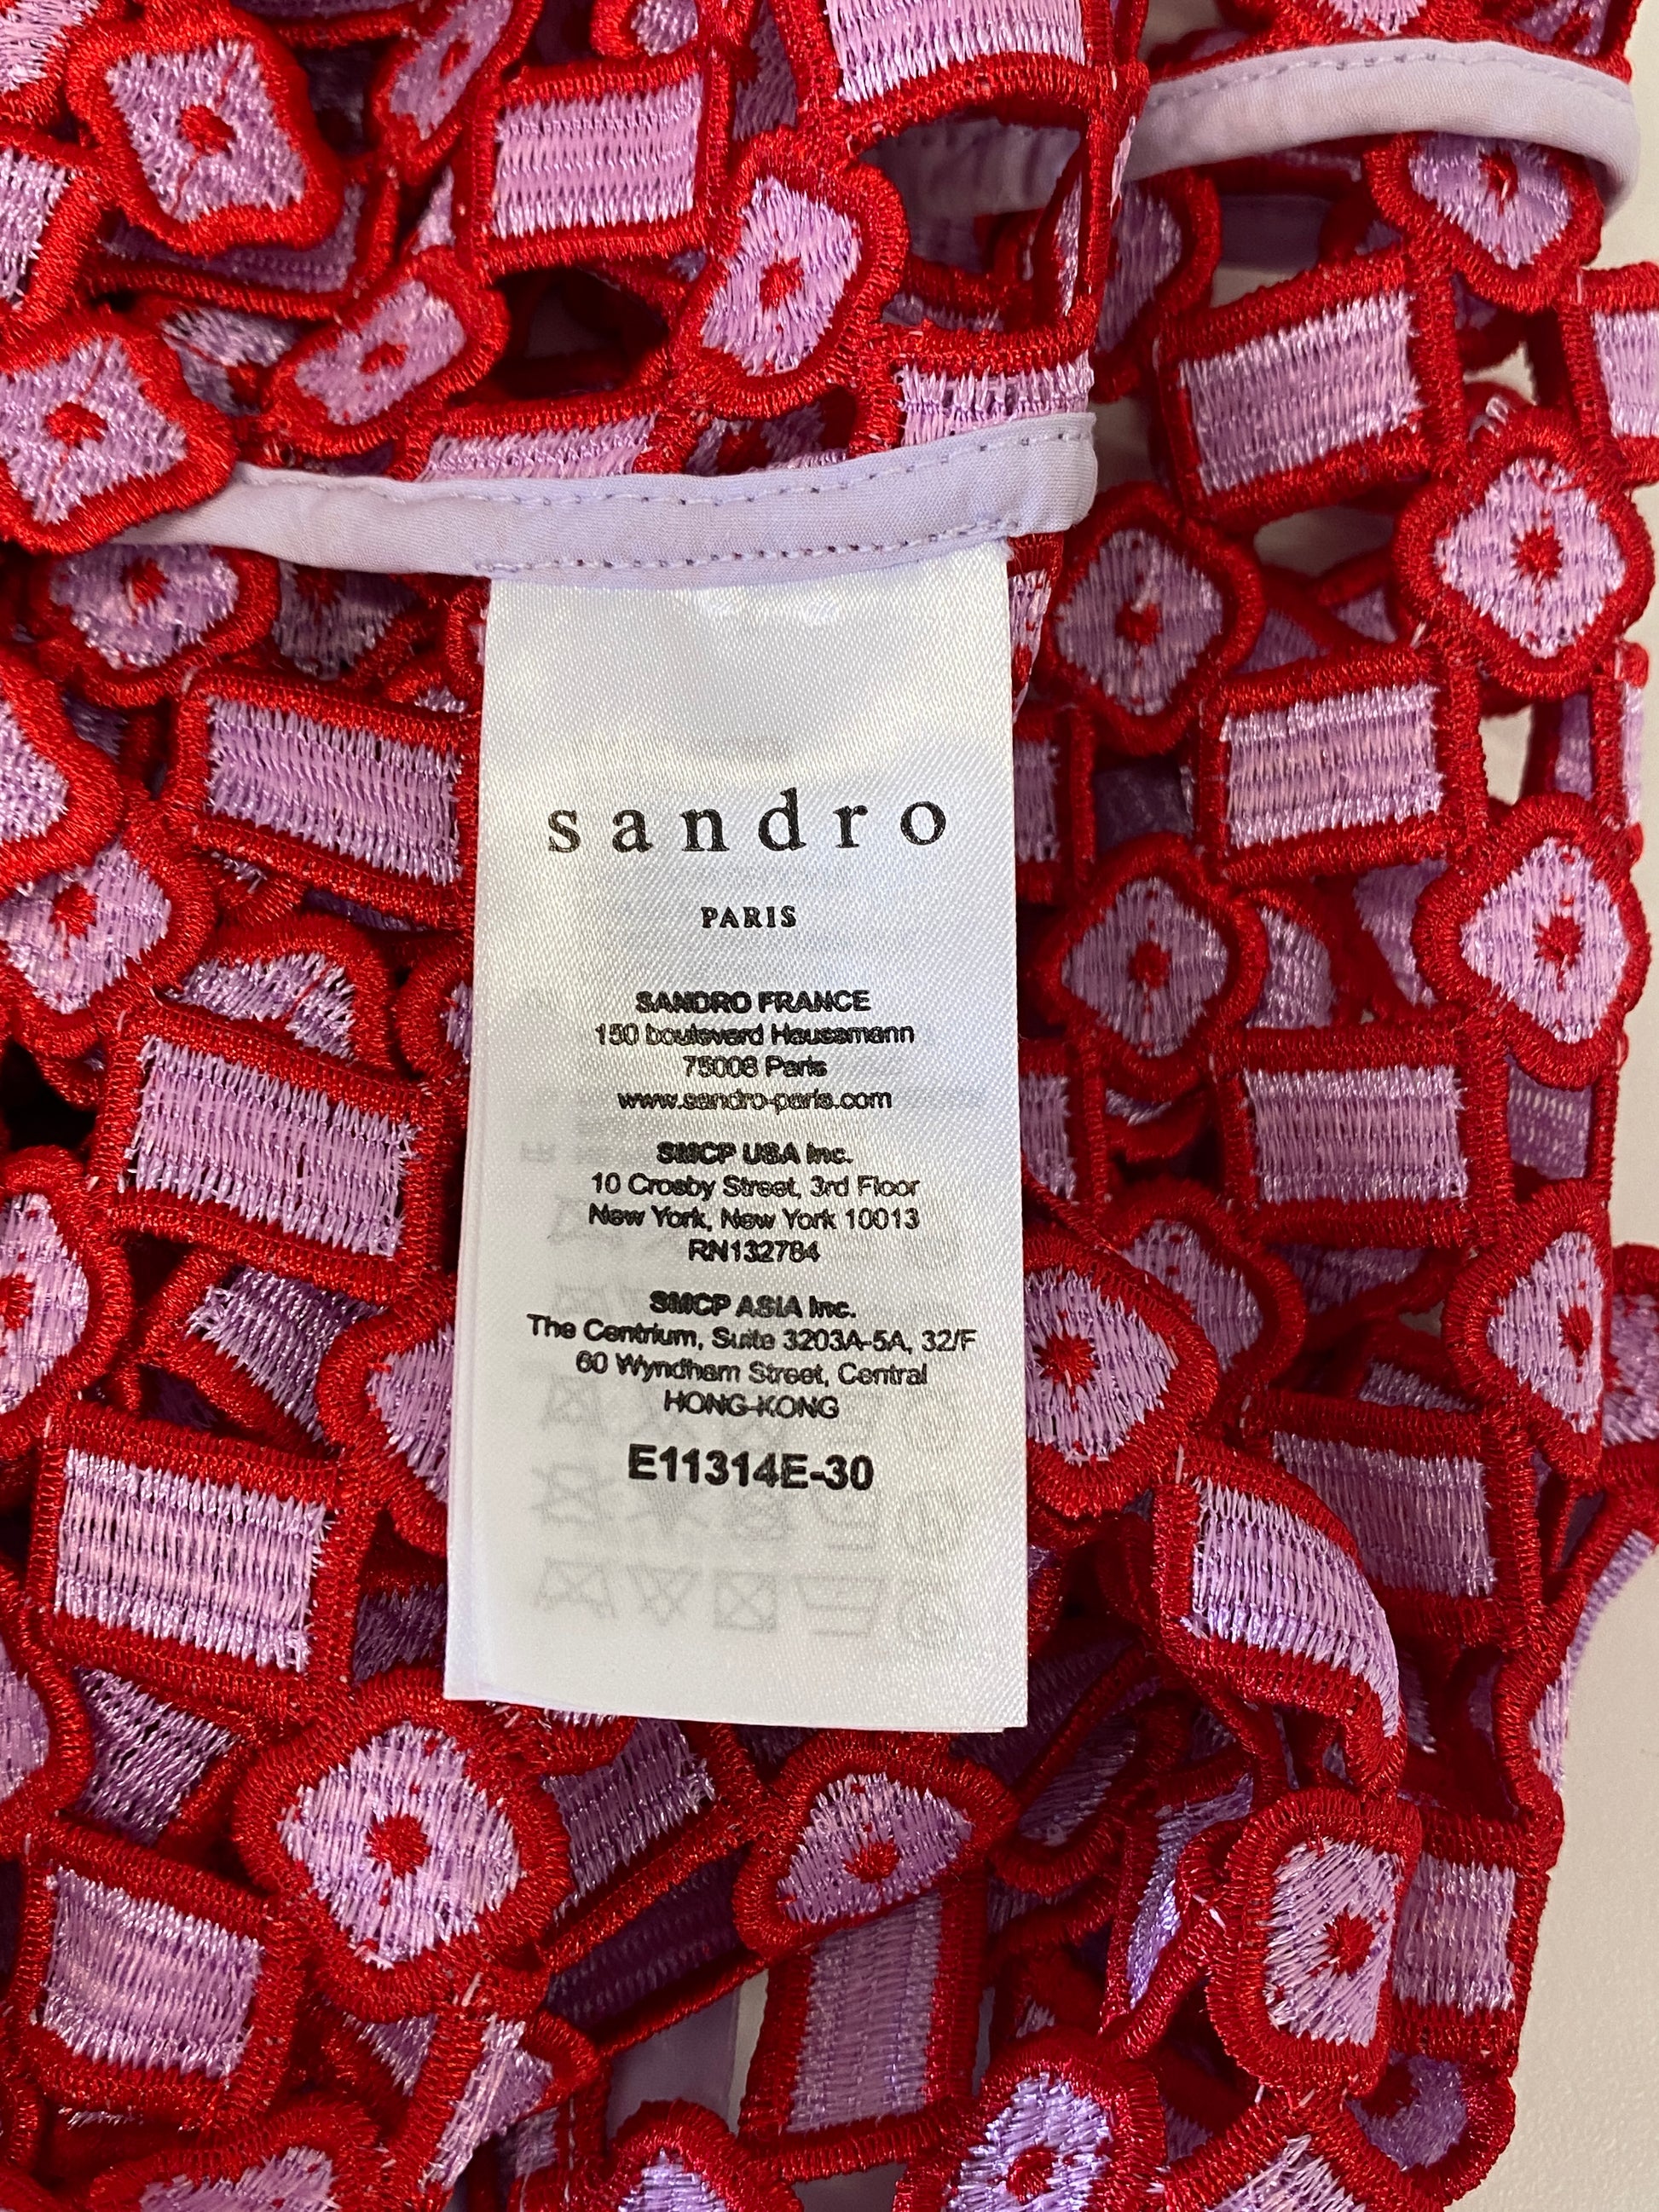 sandro
PARIS
SANDRO FRANCE
150 boulevard Haussmann
75008 Paris
www.sandro-paris.com
SMCP USA Inc.
10 Crosby Street, 3rd Floor
New York, New York 10013
RN132784
SMCP ASIA Inc.
The Centrium, Suite 3203A-5A, 32/F
60 Wyndham Street, Central
HONG-KONG
E11314E-30